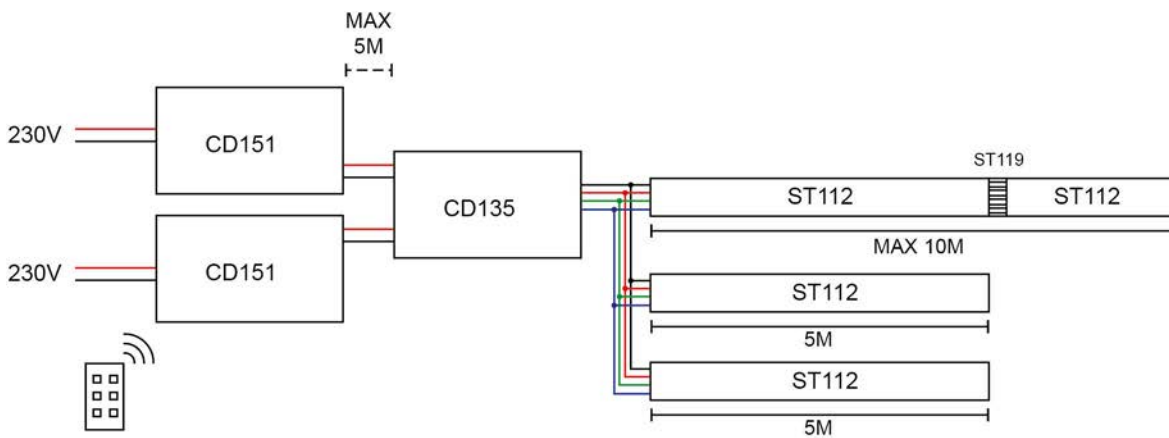 MAX
5M
230V
CD151
CD135
ST119
ST112
ST112
MAX 10M
230V
CD151
ST112
5M
ST112
5M